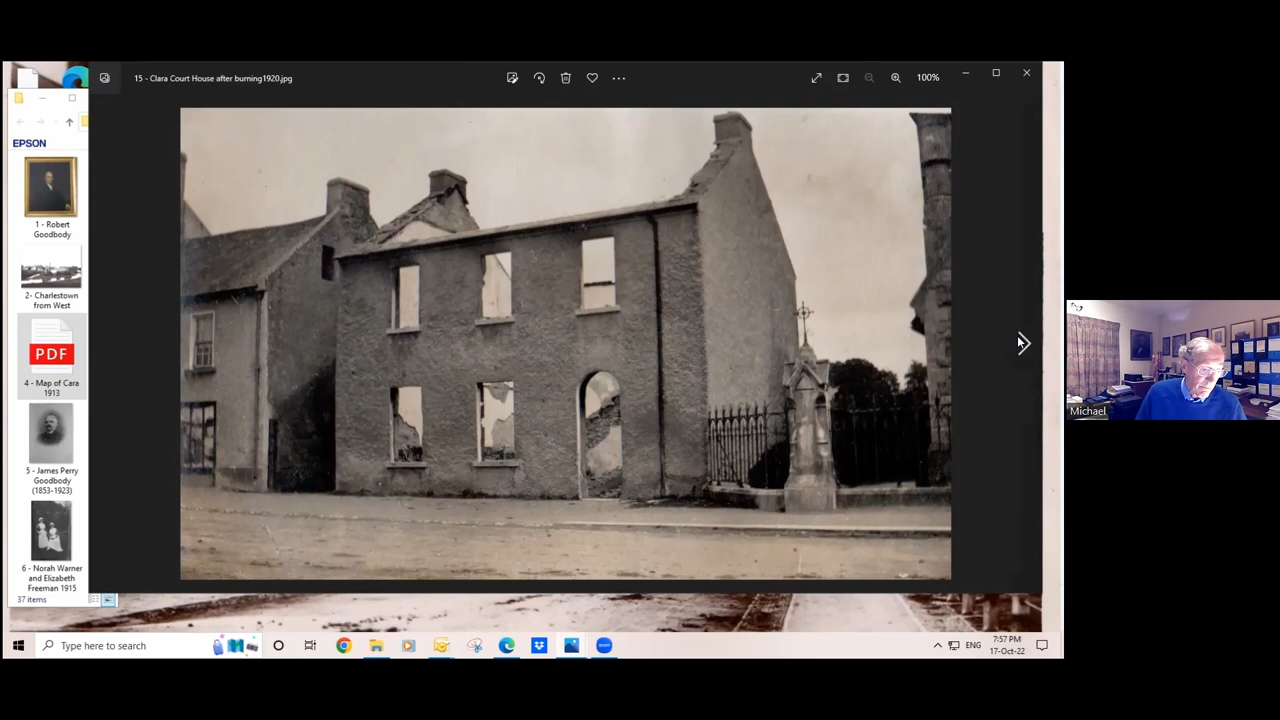 15 - Clara Court House after burning1920.jpg
100%
EPSON
1 - Robert
Goodbody
2- Charlestown
from West
PDF
4 - Map of Cara
1913
5 - James Perry
Goodbody
(1853-1923)
6 - Norah Warner
and Elizabeth
Freeman 1915
37 items
Michael
Type here to search
zoom
ENG
7:57 PM
17-Oct-22